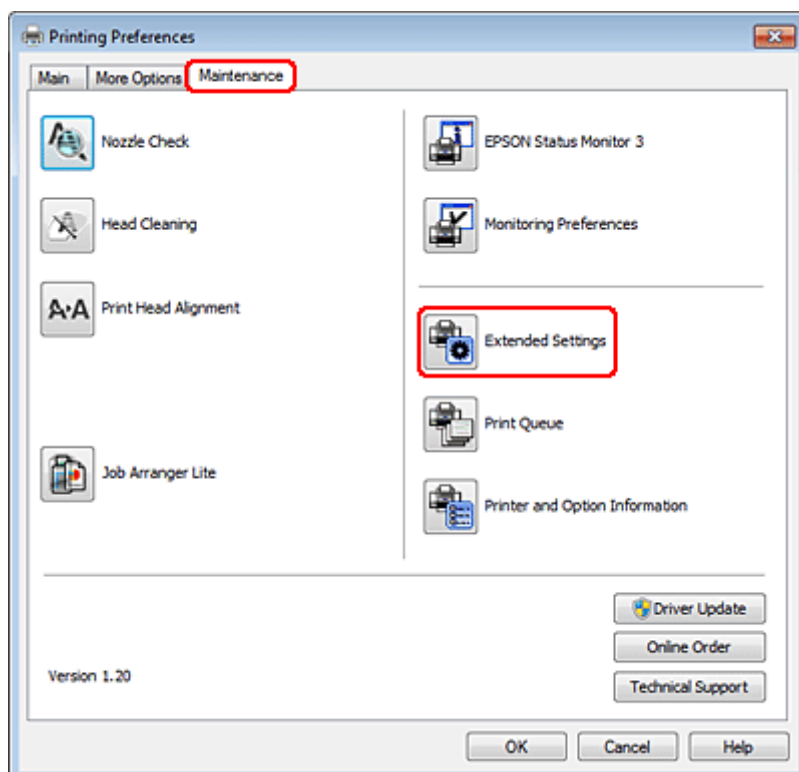 Printing Preferences
Main
More Options
Maintenance
Nozzle Check
Head Cleaning
A·A Print Head Alignment
Job Arranger Lite
EPSON Status Monitor 3
Monitoring Preferences
Extended Settings
Print Queue
Printer and Option Information
Driver Update
Online Order
Technical Support
Version 1.20
OK
Cancel
Help